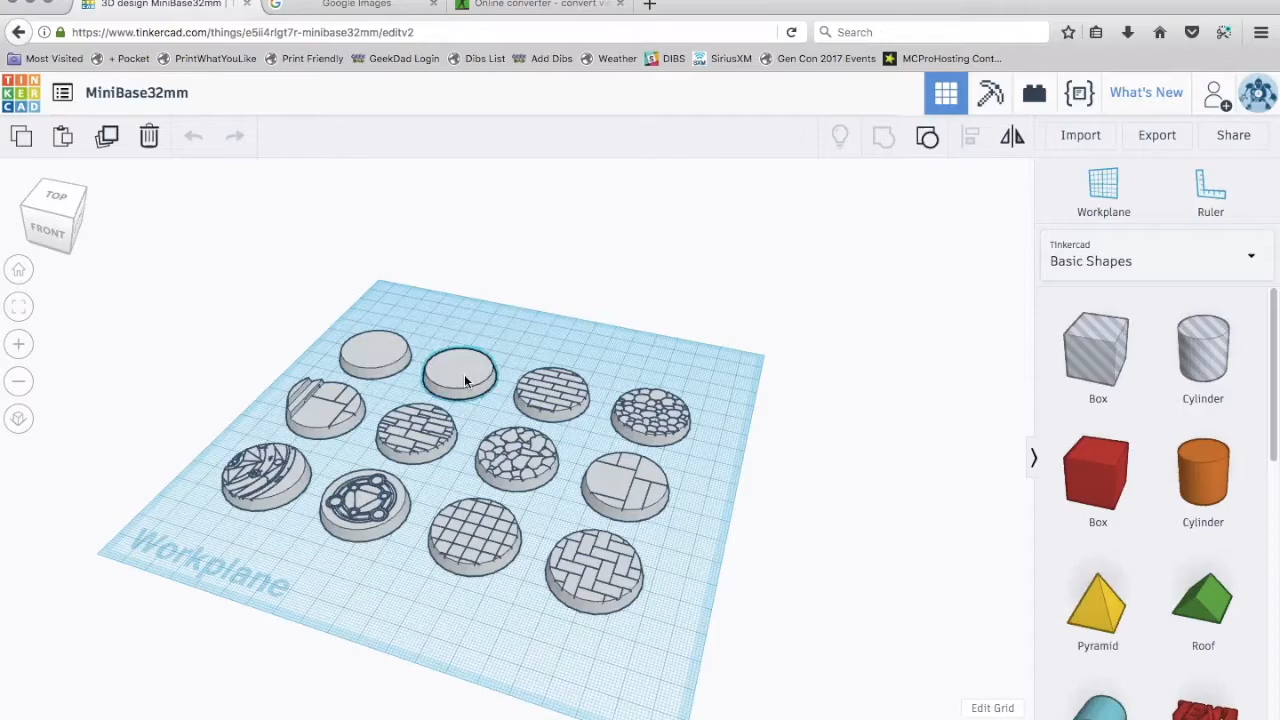 3D design MiniBase32mm
Google Images
Online converter - convert vi
https://www.tinkercad.com/things/e5ii4rlgt7r-minibase32mm/editv2
Search
Most Visited
+ Pocket
PrintWhatYouLike
Print Friendly
GeekDad Login
Dibs List
Add Dibs
Weather
DIBS
SiriusXM
Gen Con 2017 Events
MCProHosting Cont...
TIN
KER
CAD
MiniBase32mm
What's New
Import
Export
Share
TOP
FRONT
Workplane
Ruler
Tinkercad
Basic Shapes
Box
Cylinder
Box
Cylinder
Pyramid
Roof
Workplane
Edit Grid